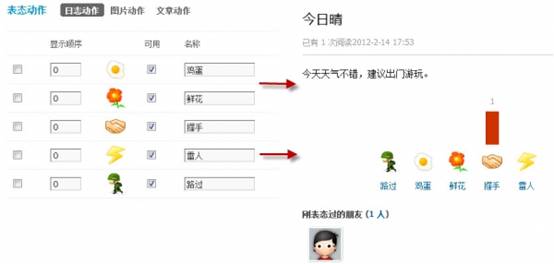 表态动作 日志动作 图片动作 文章动作
显示顺序 可用 名称
0 鸡蛋
0 鲜花
0 握手
0 雷人
0 路过
今日晴
已有 1 次阅读2012-2-14 17:53
今天天气不错，建议出门游玩。
1
路过 鸡蛋 鲜花 握手 雷人
刚表态过的朋友 (1 人)